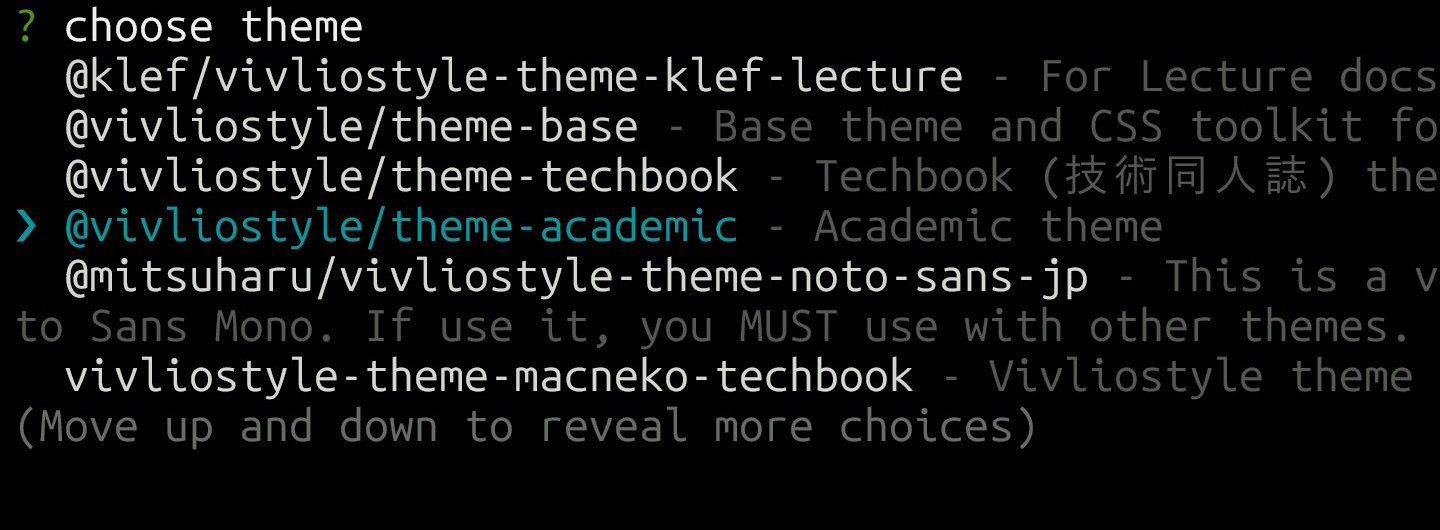 ? choose theme
@klef/vivliostyle-theme-klef-lecture - For Lecture docs
@vivliostyle/theme-base - Base theme and CSS toolkit fo
@vivliostyle/theme-techbook - Techbook (技術同人誌) the
❯ @vivliostyle/theme-academic - Academic theme
@mitsuharu/vivliostyle-theme-noto-sans-jp - This is a v
to Sans Mono. If use it, you MUST use with other themes.
vivliostyle-theme-macneko-techbook - Vivliostyle theme
(Move up and down to reveal more choices)